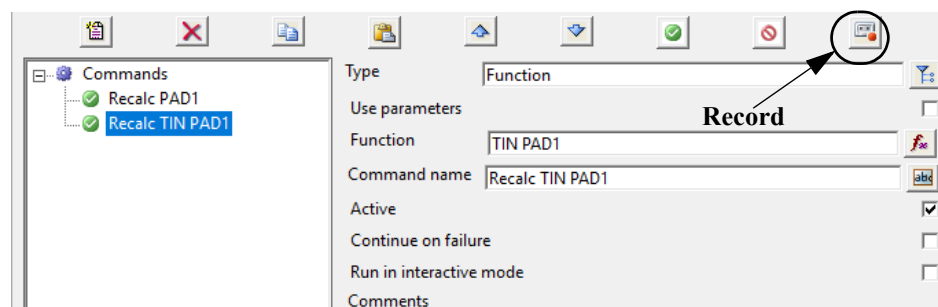 Commands
Recalc PAD1
Recalc TIN PAD1
Type Function
Use parameters
Record
Function TIN PAD1
Command name Recalc TIN PAD1
Active
Continue on failure
Run in interactive mode
Comments